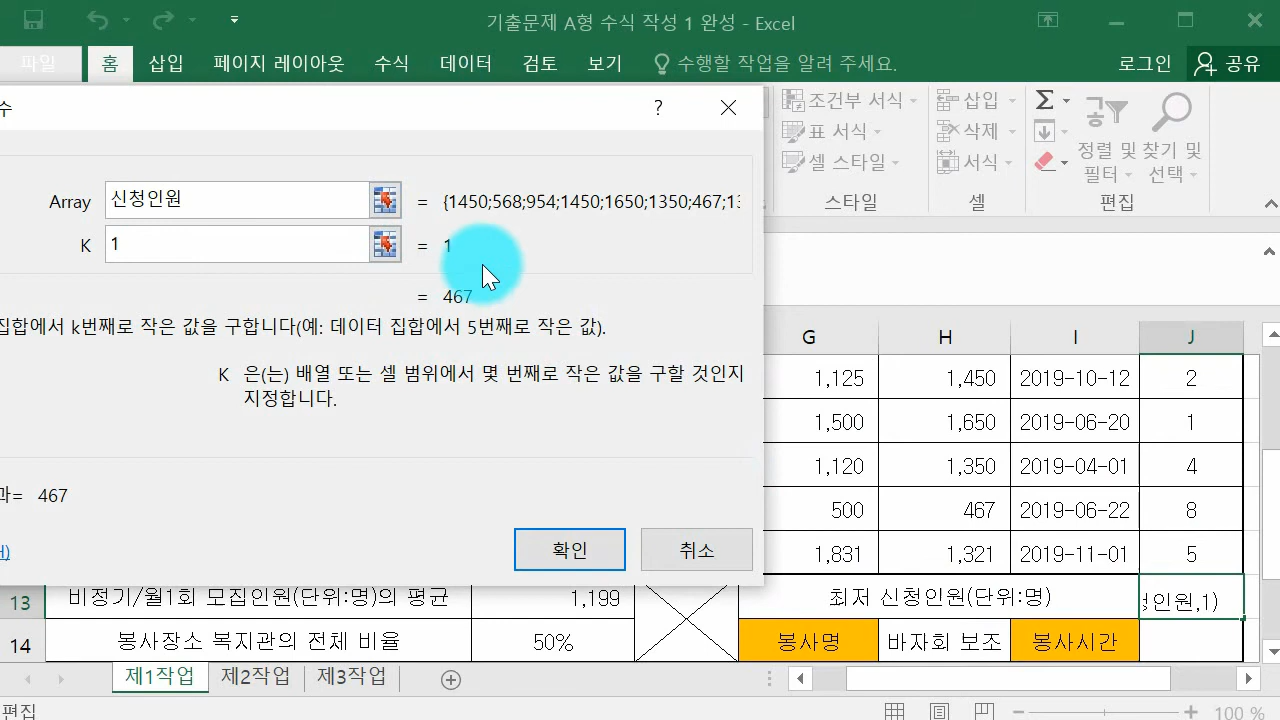 기출문제 A형 수식 작성 1 완성 - Excel
파일 홈 삽입 페이지 레이아웃 수식 데이터 검토 보기 수행할 작업을 알려 주세요. 로그인 공유
수 ?
조건부 서식 삽입
표 서식 삭제
셀 스타일 서식
정렬 및 찾기 및
필터 선택
스타일 셀 편집
Array 신청인원 = {1450;568;954;1450;1650;1350;467;13
K 1 = 1
= 467
집합에서 k번째로 작은 값을 구합니다(예: 데이터 집합에서 5번째로 작은 값).
K 은(는) 배열 또는 셀 범위에서 몇 번째로 작은 값을 구할 것인지
지정합니다.
과= 467
확인 취소
G H I J
1,125 1,450 2019-10-12 2
1,500 1,650 2019-06-20 1
1,120 1,350 2019-04-01 4
500 467 2019-06-22 8
1,831 1,321 2019-11-01 5
13 비정기/월1회 모집인원(단위:명)의 평균 1,199 최저 신청인원(단위:명) 청인원,1)
14 봉사장소 복지관의 전체 비율 50% 봉사명 바자회 보조 봉사시간
제1작업 제2작업 제3작업
편집 100 %